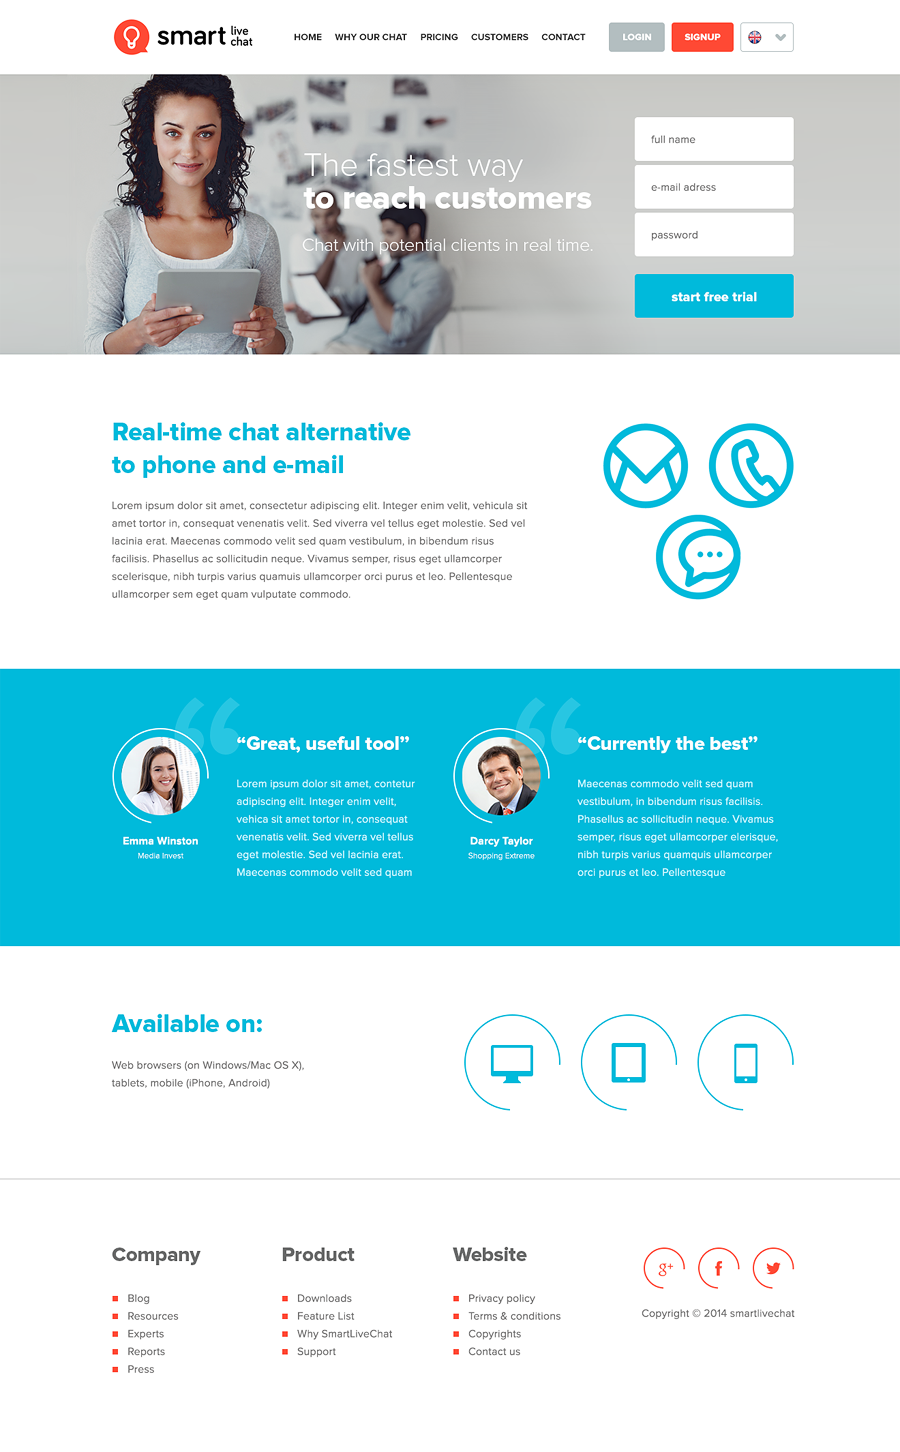 smart live chat
HOME WHY OUR CHAT PRICING CUSTOMERS CONTACT LOGIN SIGNUP
The fastest way
to reach customers
Chat with potential clients in real time.
full name
e-mail adress
password
start free trial
Real-time chat alternative
to phone and e-mail
Lorem ipsum dolor sit amet, consectetur adipiscing elit. Integer enim velit, vehicula sit
amet tortor in, consequat venenatis velit. Sed viverra vel tellus eget molestie. Sed vel
lacinia erat. Maecenas commodo velit sed quam vestibulum, in bibendum risus
facilisis. Phasellus ac sollicitudin neque. Vivamus semper, risus eget ullamcorper
scelerisque, nibh turpis varius quamuis ullamcorper orci purus et leo. Pellentesque
ullamcorper sem eget quam vulputate commodo.
“Great, useful tool”
Lorem ipsum dolor sit amet, contetur
adipiscing elit. Integer enim velit,
vehica sit amet tortor in, consequat
venenatis velit. Sed viverra vel tellus
eget molestie. Sed vel lacinia erat.
Maecenas commodo velit sed quam
Emma Winston
Media Invest
“Currently the best”
Maecenas commodo velit sed quam
vestibulum, in bibendum risus facilisis.
Phasellus ac sollicitudin neque. Vivamus
semper, risus eget ullamcorper elerisque,
nibh turpis varius quamquis ullamcorper
orci purus et leo. Pellentesque
Darcy Taylor
Shopping Extreme
Available on:
Web browsers (on Windows/Mac OS X),
tablets, mobile (iPhone, Android)
Company
Blog
Resources
Experts
Reports
Press
Product
Downloads
Feature List
Why SmartLiveChat
Support
Website
Privacy policy
Terms & conditions
Copyrights
Contact us
g+ f
Copyright © 2014 smartlivechat